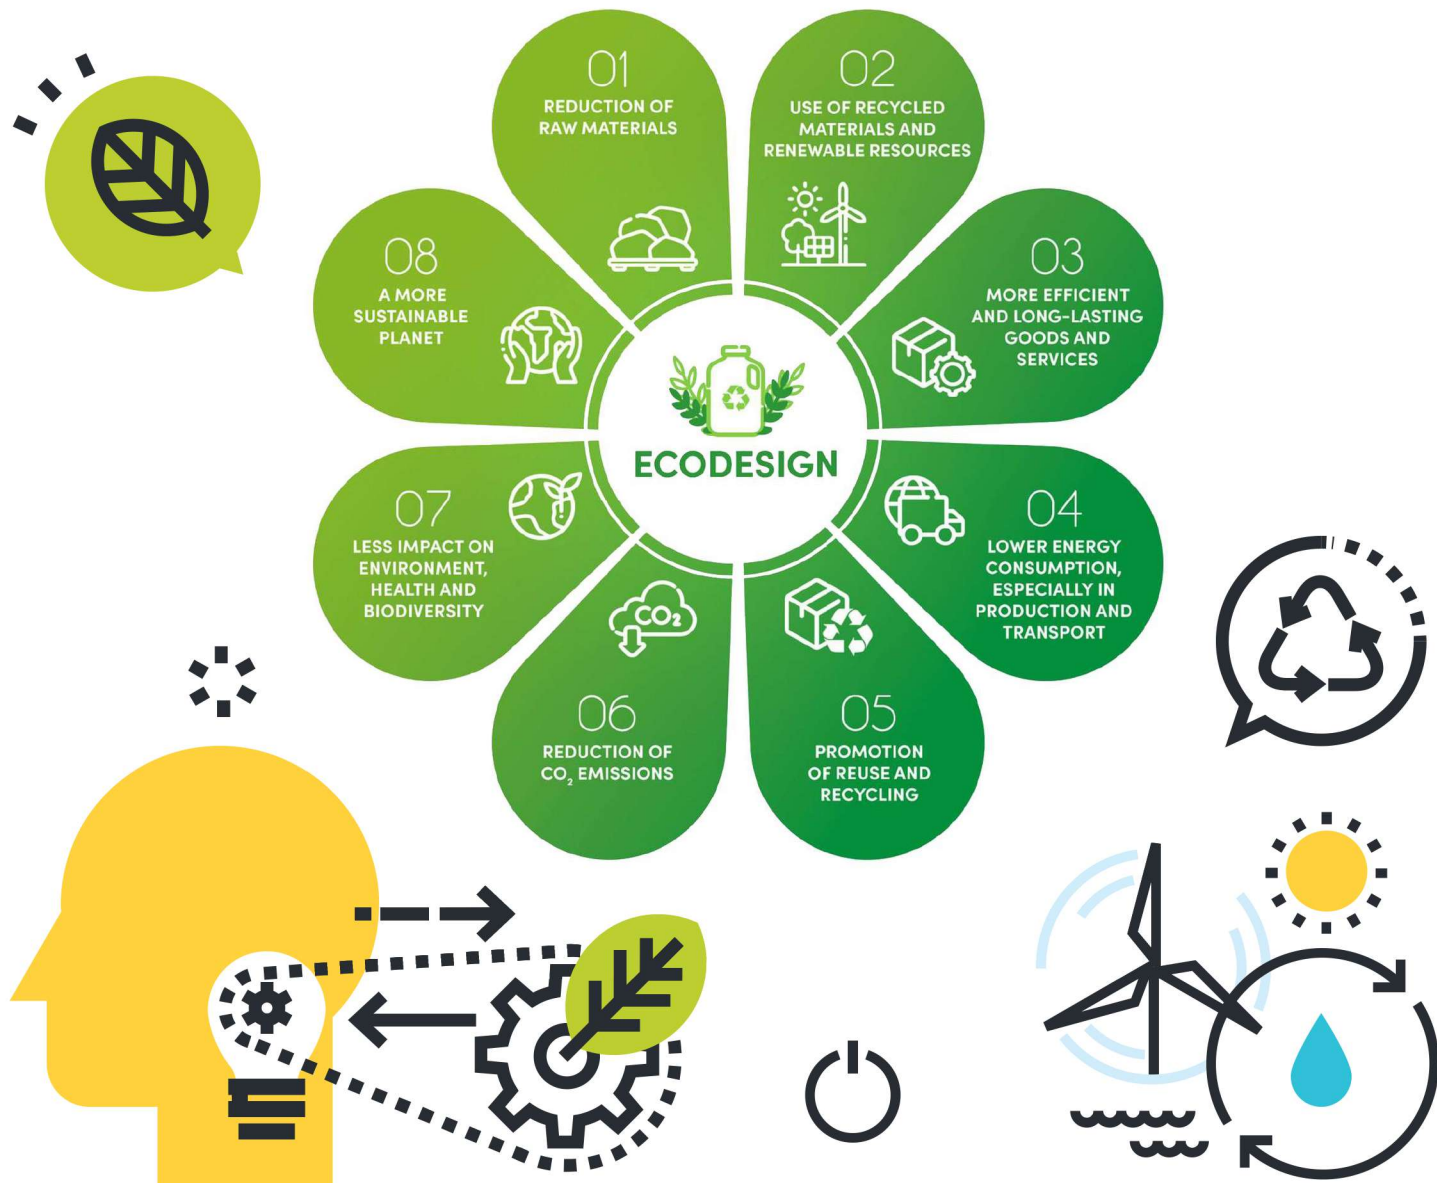 01
REDUCTION OF
RAW MATERIALS
02
USE OF RECYCLED
MATERIALS AND
RENEWABLE RESOURCES
03
MORE EFFICIENT
AND LONG-LASTING
GOODS AND
SERVICES
04
LOWER ENERGY
CONSUMPTION,
ESPECIALLY IN
PRODUCTION AND
TRANSPORT
05
PROMOTION
OF REUSE AND
RECYCLING
06
REDUCTION OF
CO₂ EMISSIONS
CO₂
07
LESS IMPACT ON
ENVIRONMENT,
HEALTH AND
BIODIVERSITY
08
A MORE
SUSTAINABLE
PLANET
ECODESIGN